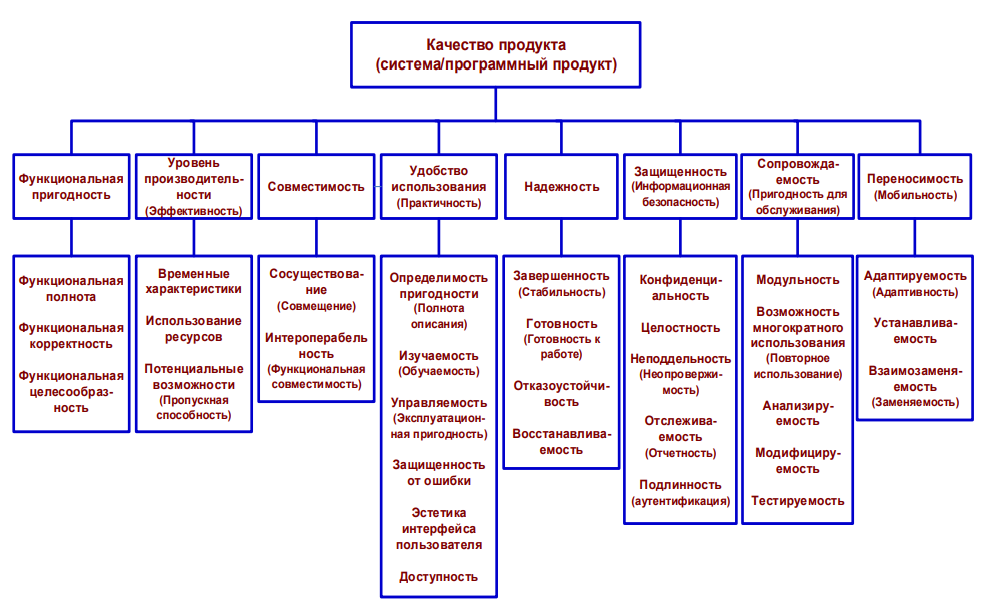 Качество продукта
(система/программный продукт)
Функциональная
пригодность
Уровень
производитель-
ности
(Эффективность)
Совместимость
Удобство
использования
(Практичность)
Надежность
Защищенность
(Информационная
безопасность)
Сопровожда-
емость
(Пригодность для
обслуживания)
Переносимость
(Мобильность)
Функциональная
полнота
Функциональная
корректность
Функциональная
целесообраз-
ность
Временные
характеристики
Использование
ресурсов
Потенциальные
возможности
(Пропускная
способность)
Сосуществова-
ние
(Совмещение)
Интероперабель
ность
(Функциональная
совместимость)
Определимость
пригодности
(Полнота
описания)
Изучаемость
(Обучаемость)
Управляемость
(Эксплуатацион-
ная пригодность)
Защищенность
от ошибки
Эстетика
интерфейса
пользователя
Доступность
Завершенность
(Стабильность)
Готовность
(Готовность к
работе)
Отказоустойчи-
вость
Восстанавлива-
емость
Конфиденци-
альность
Целостность
Неподдельность
(Неопровержи-
мость)
Отслежива-
емость
(Отчетность)
Подлинность
(аутентификация)
Модульность
Возможность
многократного
использования
(Повторное
использование)
Анализиру-
емость
Модифициру-
емость
Тестируемость
Адаптируемость
(Адаптивность)
Устанавлива-
емость
Взаимозаменя-
емость
(Заменяемость)